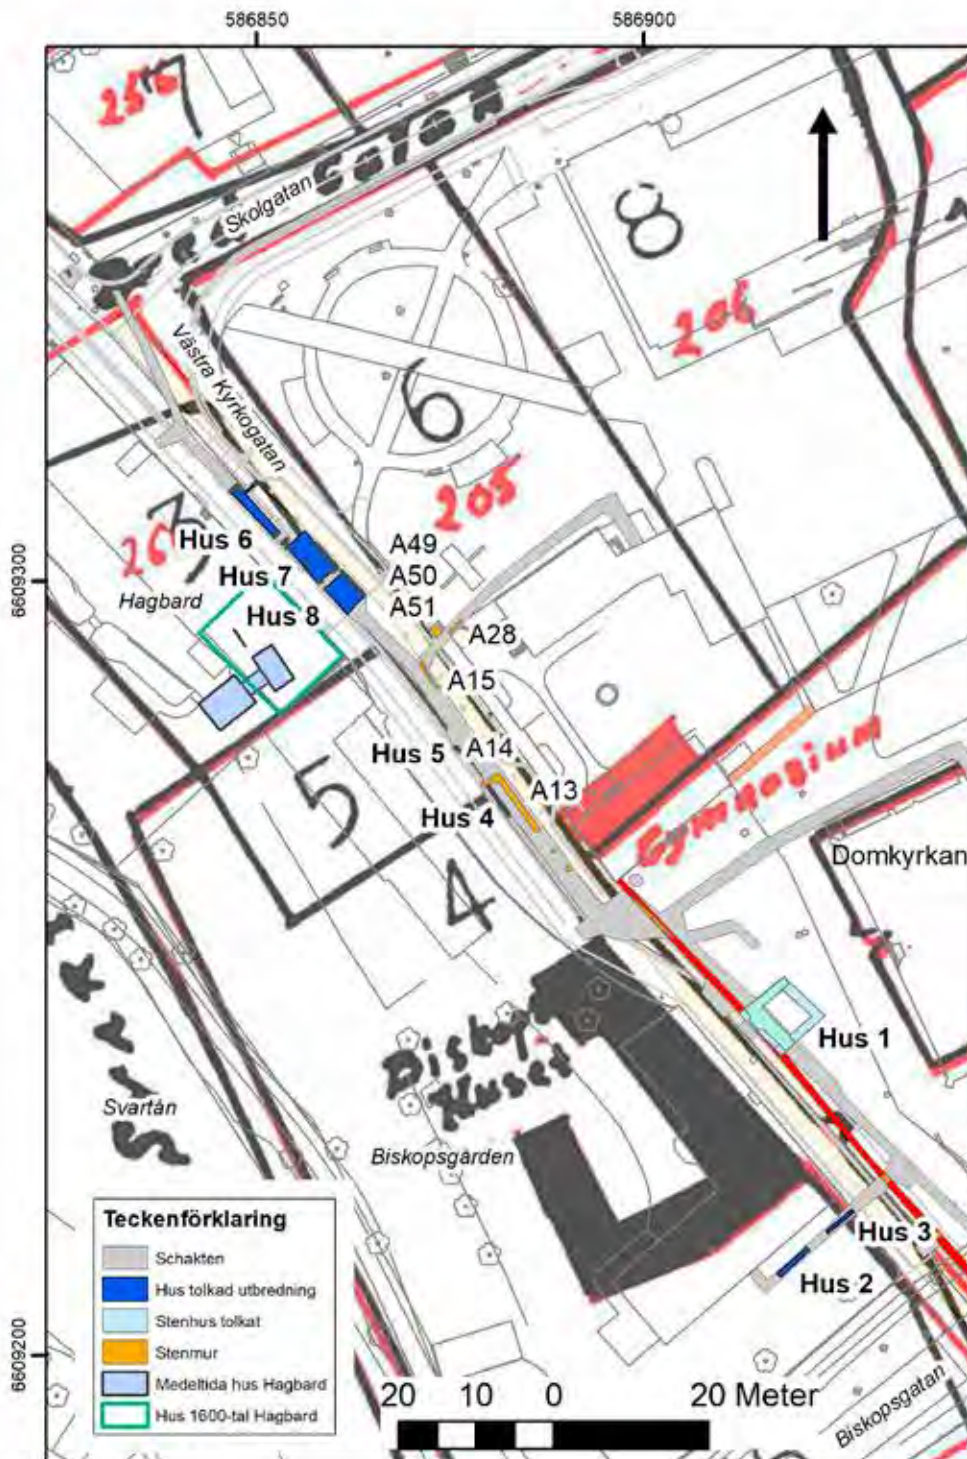 586850
586900
256
7
Skolgatan
8
206
Västra Kyrkogatan
6
205
Hus 6
A49
6609300
Hus 7
A50
Hagbard
Hus 8
A51
A28
A15
Hus 5
A14
A13
Gymnasium
Hus 4
5
4
Domkyrkan
Biskops
Huset
Hus 1
Svartån
Biskopsgården
Hus 3
Hus 2
Teckenförklaring
Schakten
Hus tolkad utbredning
Stenhus tolkat
Stenmur
Medeltida hus Hagbard
Hus 1600-tal Hagbard
6609200
20 10 0 20 Meter
Biskopsgatan